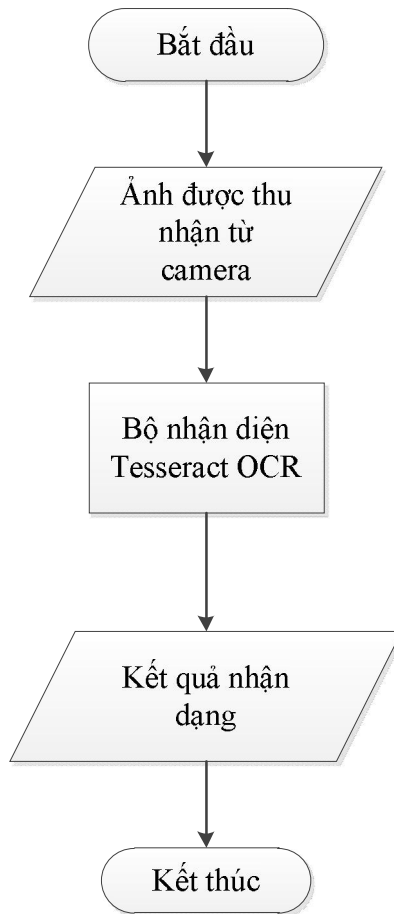 Bắt đầu
Ảnh được thu
nhận từ
camera
Bộ nhận diện
Tesseract OCR
Kết quả nhận
dạng
Kết thúc